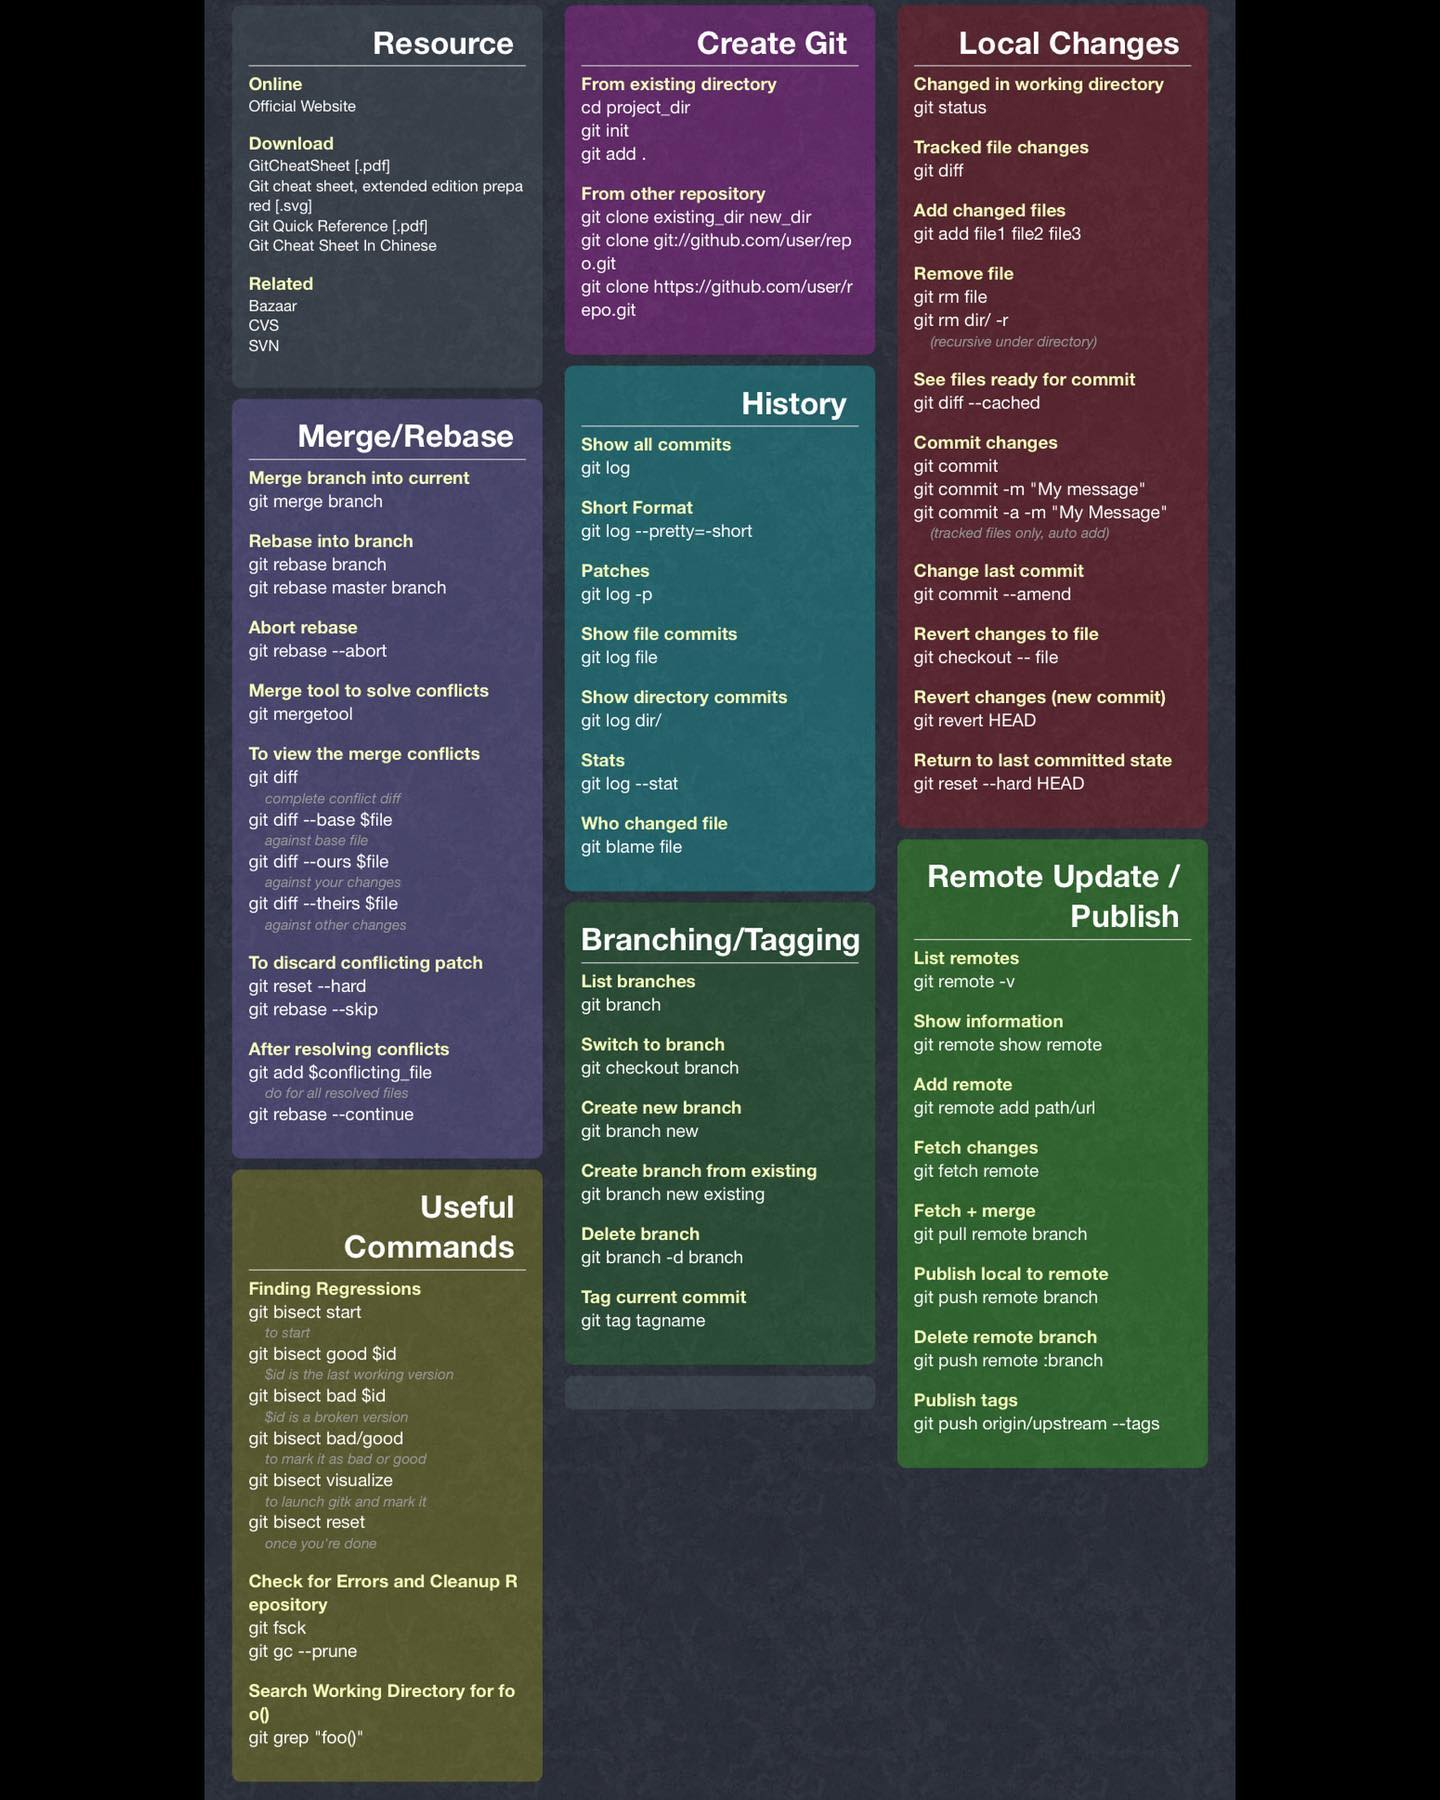 Resource
Online
Official Website
Download
GitCheatSheet [.pdf]
Git cheat sheet, extended edition prepa
red [.svg]
Git Quick Reference [.pdf]
Git Cheat Sheet In Chinese
Related
Bazaar
CVS
SVN
Merge/Rebase
Merge branch into current
git merge branch
Rebase into branch
git rebase branch
git rebase master branch
Abort rebase
git rebase --abort
Merge tool to solve conflicts
git mergetool
To view the merge conflicts
git diff
complete conflict diff
git diff --base $file
against base file
git diff --ours $file
against your changes
git diff --theirs $file
against other changes
To discard conflicting patch
git reset --hard
git rebase --skip
After resolving conflicts
git add $conflicting_file
do for all resolved files
git rebase --continue
Useful
Commands
Finding Regressions
git bisect start
to start
git bisect good $id
$id is the last working version
git bisect bad $id
$id is a broken version
git bisect bad/good
to mark it as bad or good
git bisect visualize
to launch gitk and mark it
git bisect reset
once you're done
Check for Errors and Cleanup R
epository
git fsck
git gc --prune
Search Working Directory for fo
o()
git grep "foo()"
Create Git
From existing directory
cd project_dir
git init
git add .
From other repository
git clone existing_dir new_dir
git clone git://github.com/user/rep
o.git
git clone https://github.com/user/r
epo.git
History
Show all commits
git log
Short Format
git log --pretty=-short
Patches
git log -p
Show file commits
git log file
Show directory commits
git log dir/
Stats
git log --stat
Who changed file
git blame file
Branching/Tagging
List branches
git branch
Switch to branch
git checkout branch
Create new branch
git branch new
Create branch from existing
git branch new existing
Delete branch
git branch -d branch
Tag current commit
git tag tagname
Local Changes
Changed in working directory
git status
Tracked file changes
git diff
Add changed files
git add file1 file2 file3
Remove file
git rm file
git rm dir/ -r
(recursive under directory)
See files ready for commit
git diff --cached
Commit changes
git commit
git commit -m "My message"
git commit -a -m "My Message"
(tracked files only, auto add)
Change last commit
git commit --amend
Revert changes to file
git checkout -- file
Revert changes (new commit)
git revert HEAD
Return to last committed state
git reset --hard HEAD
Remote Update /
Publish
List remotes
git remote -v
Show information
git remote show remote
Add remote
git remote add path/url
Fetch changes
git fetch remote
Fetch + merge
git pull remote branch
Publish local to remote
git push remote branch
Delete remote branch
git push remote :branch
Publish tags
git push origin/upstream --tags